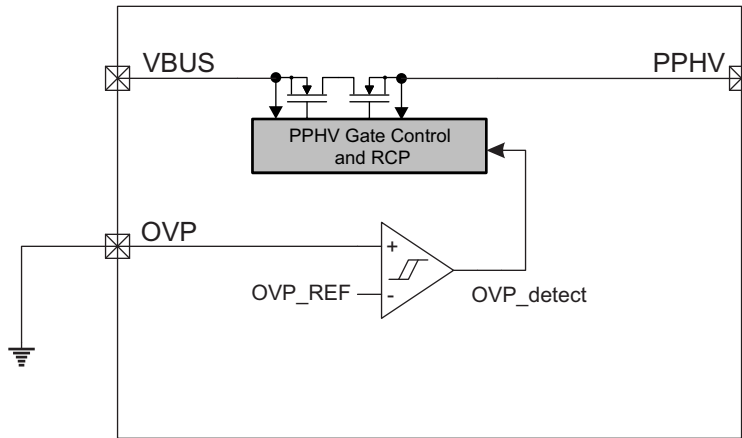 VBUS
PPHV
PPHV Gate Control
and RCP
OVP
+
OVP_REF
-
OVP_detect